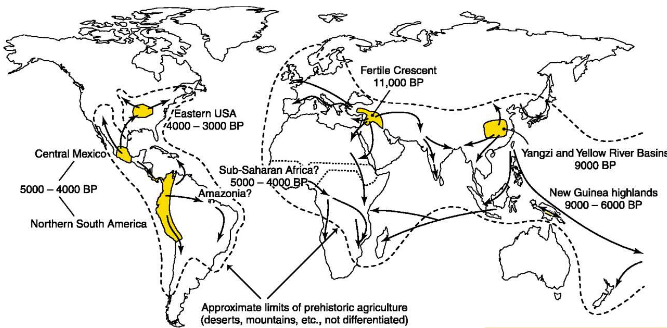 Fertile Crescent
11,000 BP
Eastern USA
4000 – 3000 BP
Central Mexico
5000 – 4000 BP
Northern South America
Amazonia?
Sub-Saharan Africa?
5000 – 4000 BP
Yangzi and Yellow River Basins
9000 BP
New Guinea highlands
9000 – 6000 BP
Approximate limits of prehistoric agriculture
(deserts, mountains, etc., not differentiated)